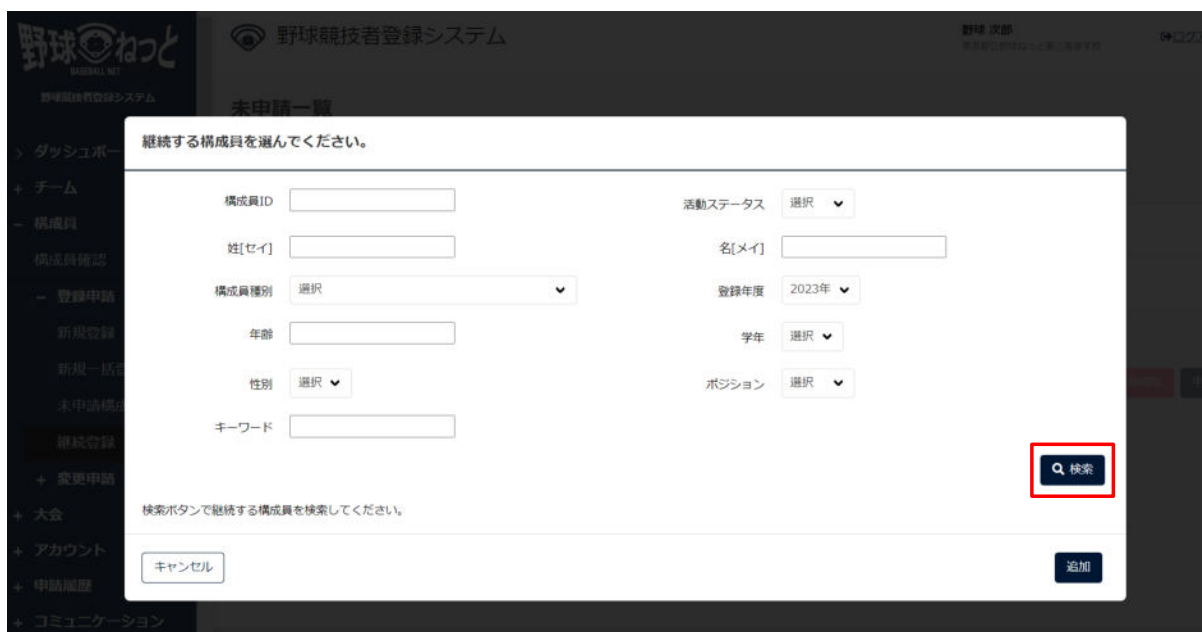 野球ねっと
BASEBALL NET
野球競技者登録システム
野球競技者登録システム
野球 次郎
未申請一覧
ダッシュボー
+ チーム
− 構成員
構成員確認
− 登録申請
新規登録
新規一括登
未申請構成
継続登録
+ 変更申請
+ 大会
+ アカウント
+ 申請履歴
+ コミュニケーション
継続する構成員を選んでください。
構成員ID
活動ステータス 選択
姓[セイ]
名[メイ]
構成員種別 選択
登録年度 2023年
年齢
学年 選択
性別 選択
ポジション 選択
キーワード
検索
検索ボタンで継続する構成員を検索してください。
キャンセル
追加